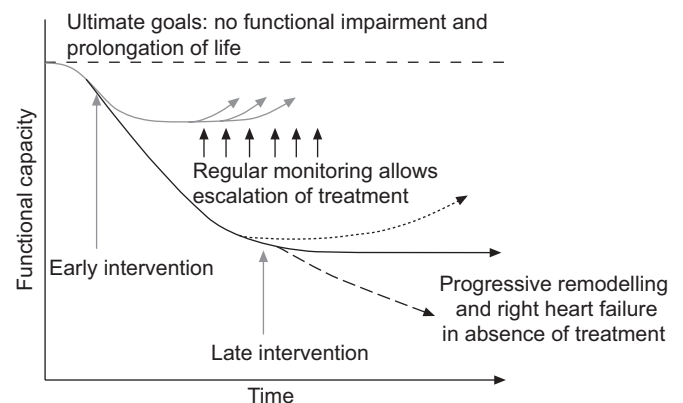 Ultimate goals: no functional impairment and
prolongation of life
Functional capacity
Regular monitoring allows
escalation of treatment
Early intervention
Progressive remodelling
and right heart failure
in absence of treatment
Late intervention
Time